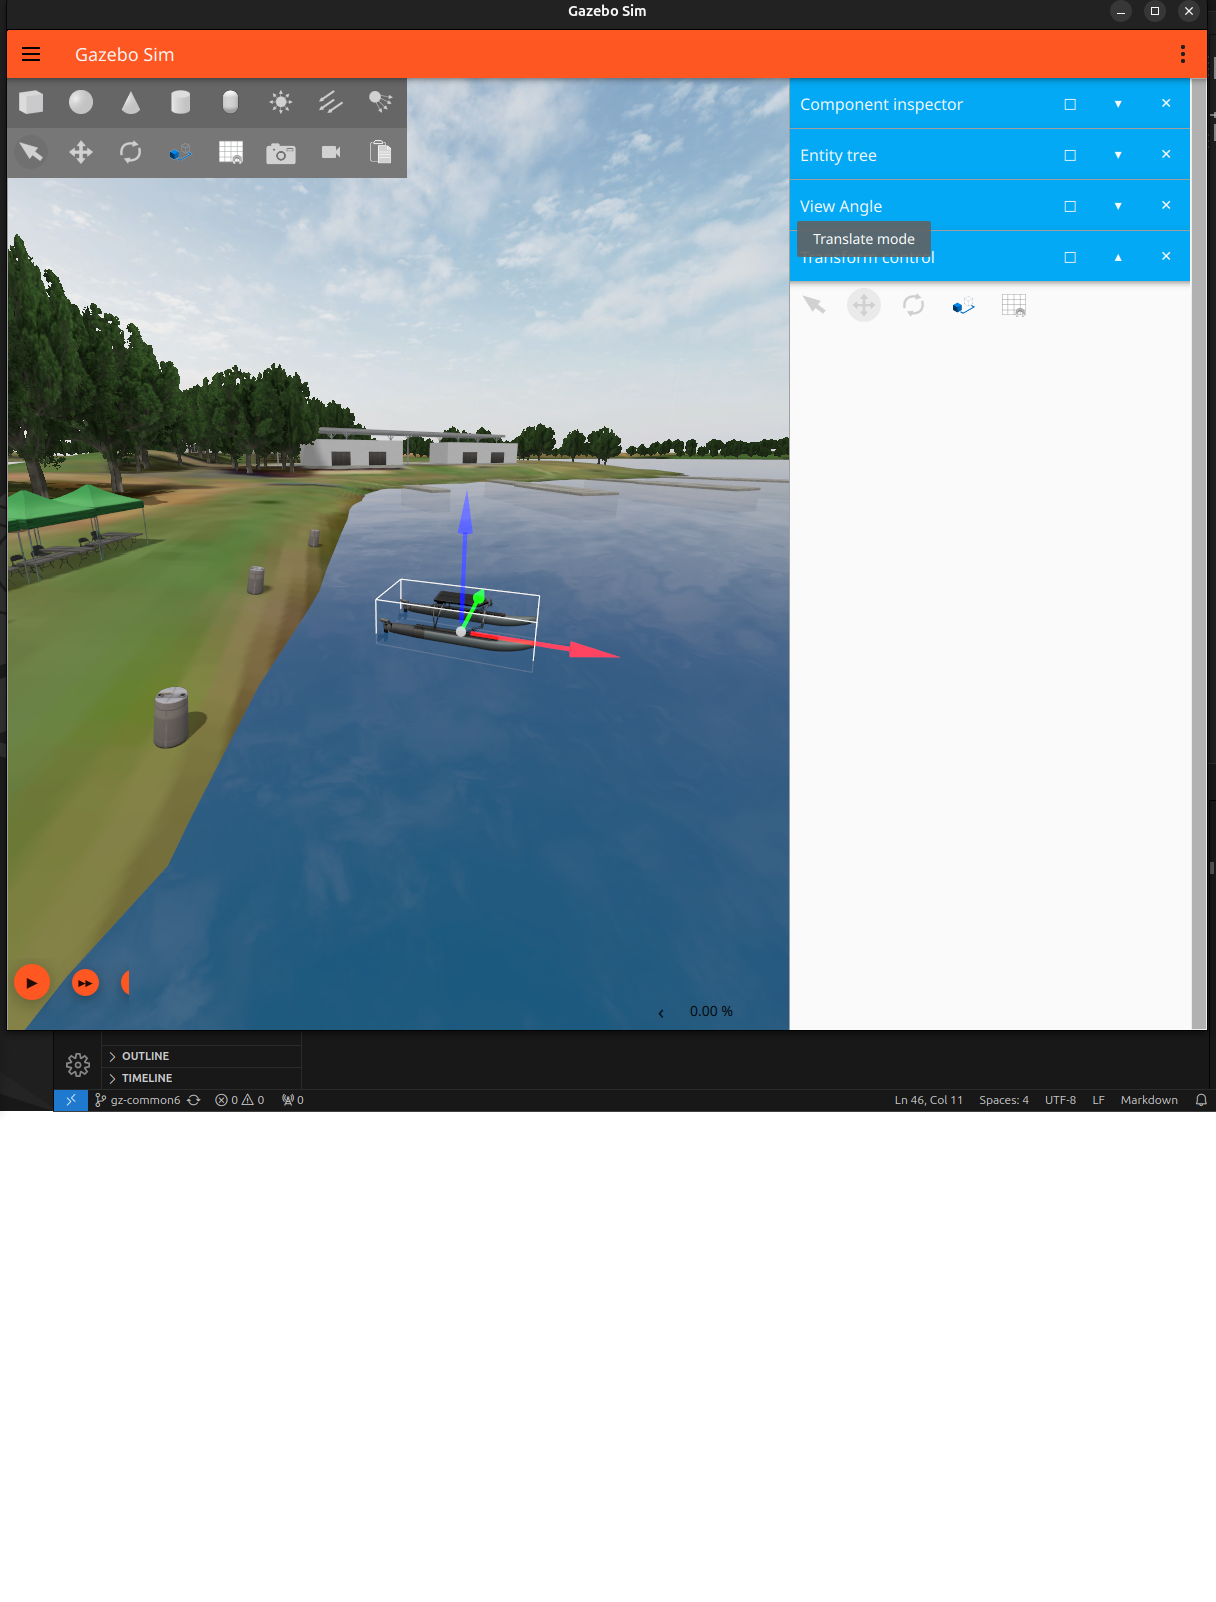 Gazebo Sim
Gazebo Sim
Component inspector
Entity tree
View Angle
Translate mode
Transform control
0.00 %
OUTLINE
TIMELINE
gz-common6 0 0 0 Ln 46, Col 11 Spaces: 4 UTF-8 LF Markdown